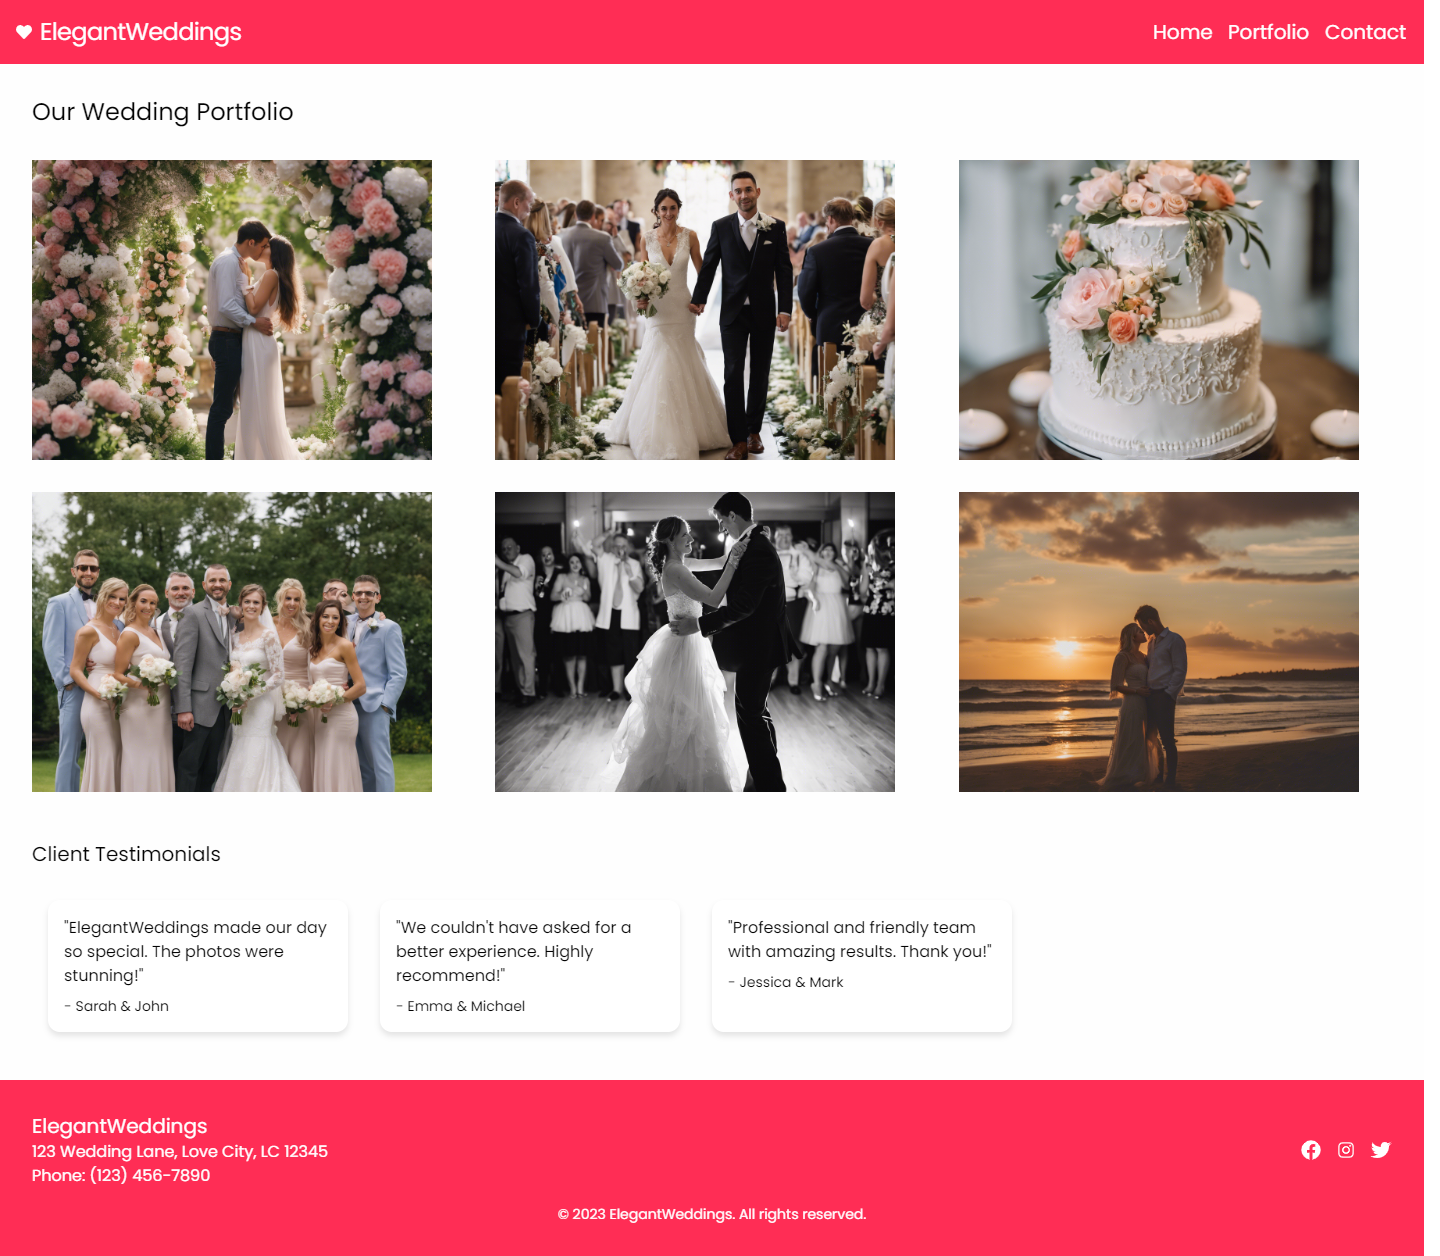 ElegantWeddings
Home Portfolio Contact
Our Wedding Portfolio
Client Testimonials
"ElegantWeddings made our day
so special. The photos were
stunning!"
- Sarah & John
"We couldn't have asked for a
better experience. Highly
recommend!"
- Emma & Michael
"Professional and friendly team
with amazing results. Thank you!"
- Jessica & Mark
ElegantWeddings
123 Wedding Lane, Love City, LC 12345
Phone: (123) 456-7890
© 2023 ElegantWeddings. All rights reserved.